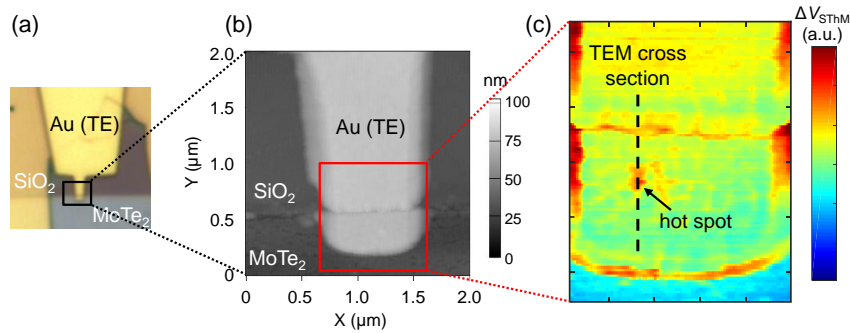 (a)
Au (TE)
SiO₂
MoTe₂
(b)
2.0
1.5
1.0
0.5
0
Y (µm)
Au (TE)
SiO₂
MoTe₂
0
0.5
1.0
1.5
2.0
X (µm)
nm
100
75
50
25
0
(c)
TEM cross
section
hot spot
ΔV_SThM
(a.u.)